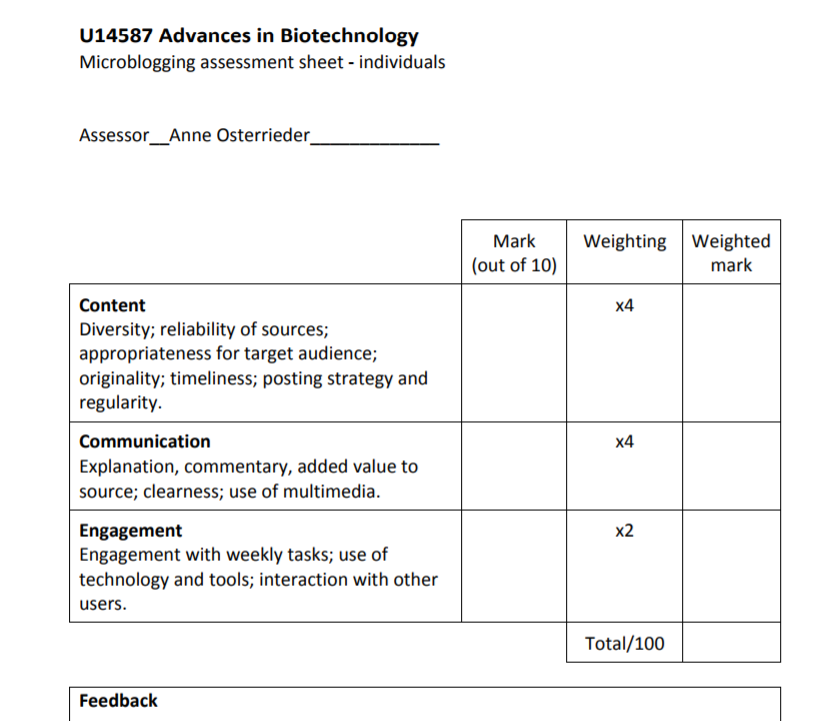 U14587 Advances in Biotechnology
Microblogging assessment sheet - individuals
Assessor__Anne Osterrieder_____________
Mark
(out of 10)
Weighting
Weighted
mark
Content
Diversity; reliability of sources;
appropriateness for target audience;
originality; timeliness; posting strategy and
regularity.
x4
Communication
Explanation, commentary, added value to
source; clearness; use of multimedia.
x4
Engagement
Engagement with weekly tasks; use of
technology and tools; interaction with other
users.
x2
Total/100
Feedback